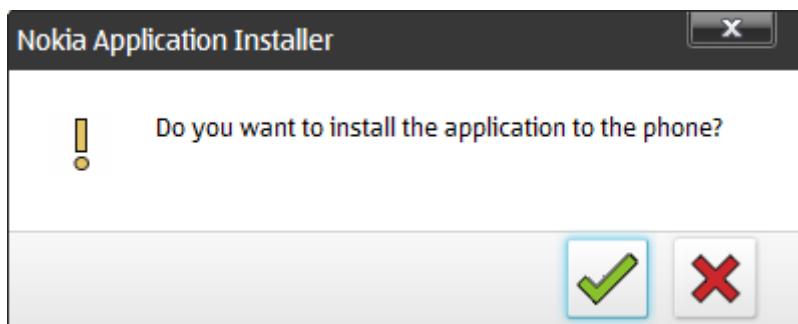 Nokia Application Installer
Do you want to install the application to the phone?